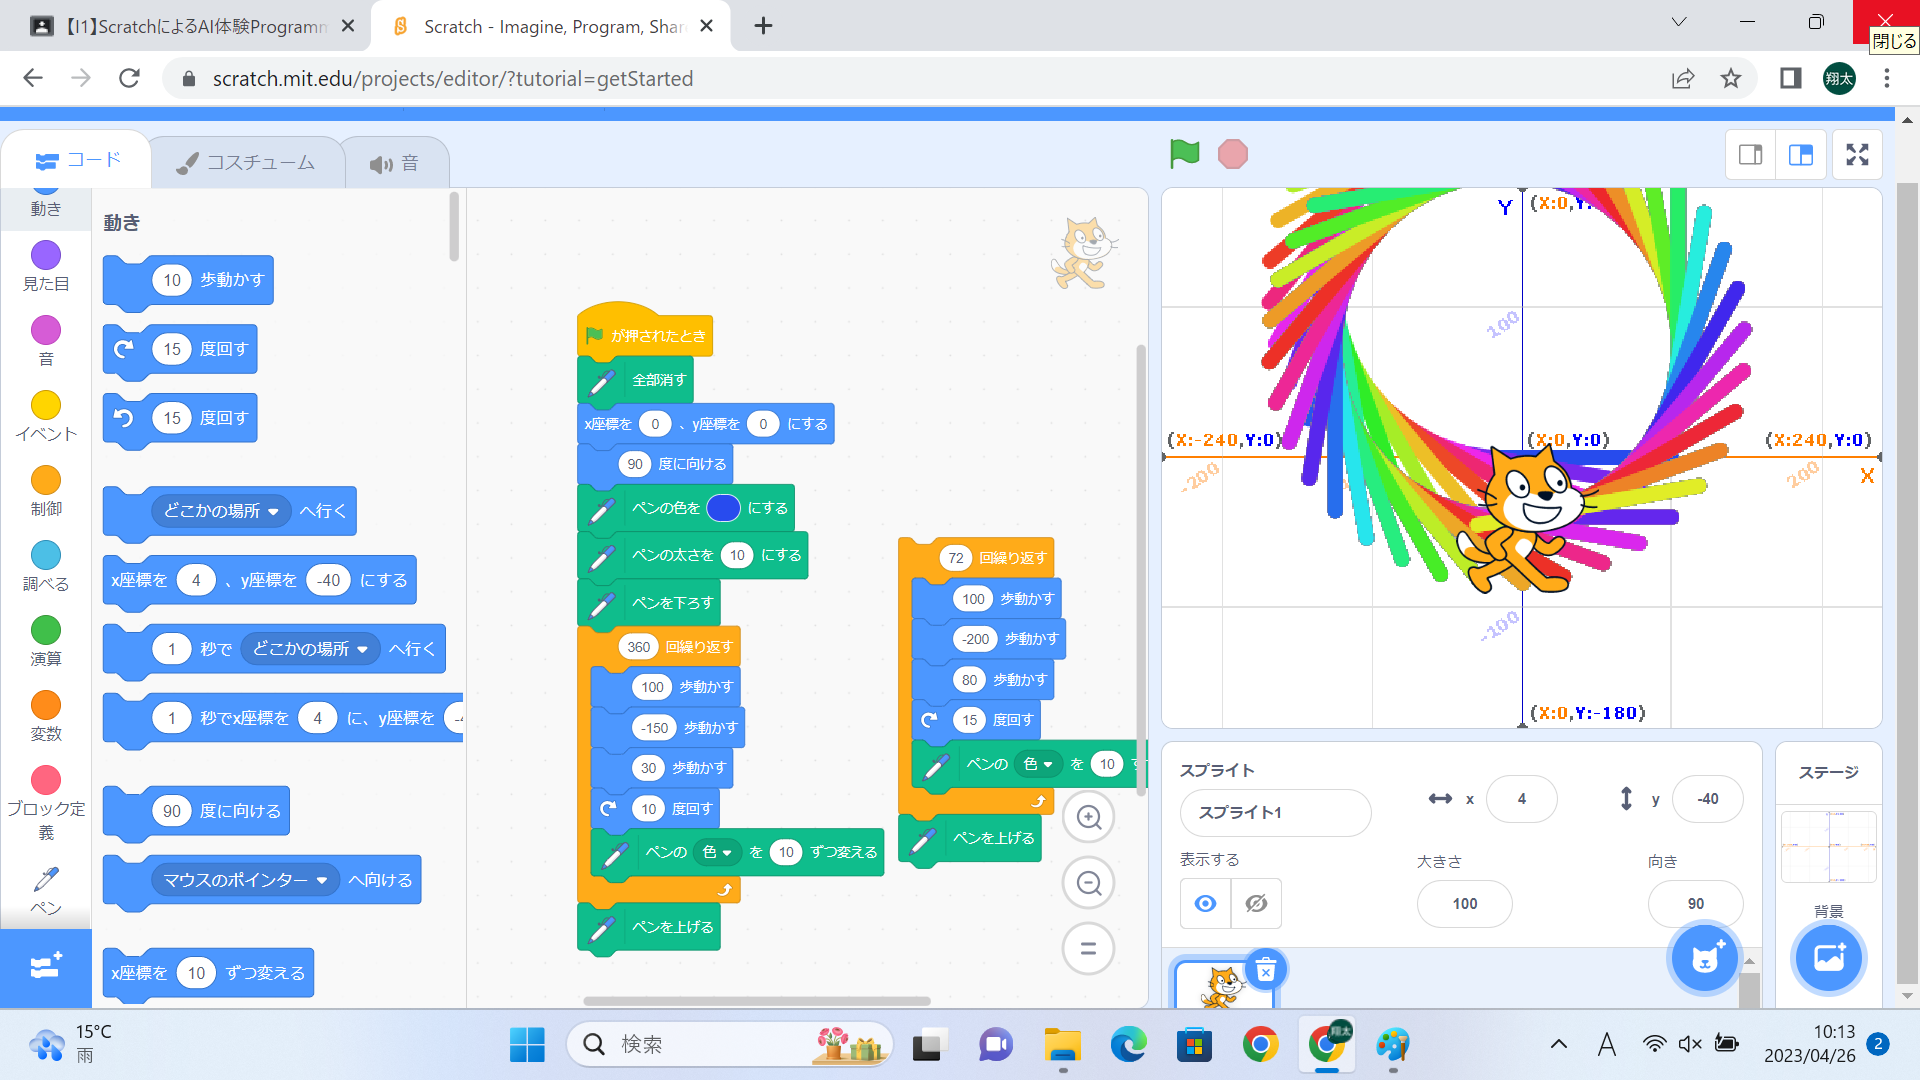 【I1】ScratchによるAI体験Programm
Scratch - Imagine, Program, Shar
閉じる
scratch.mit.edu/projects/editor/?tutorial=getStarted
翔太
コード
コスチューム
音
動き
見た目
音
イベント
制御
調べる
演算
変数
ブロック定
義
ペン
動き
10 歩動かす
15 度回す
15 度回す
どこかの場所 へ行く
x座標を 4 、y座標を -40 にする
1 秒で どこかの場所 へ行く
1 秒でx座標を 4 に、y座標を
90 度に向ける
マウスのポインター へ向ける
x座標を 10 ずつ変える
が押されたとき
全部消す
x座標を 0 、y座標を 0 にする
90 度に向ける
ペンの色を にする
ペンの太さを 10 にする
ペンを下ろす
360 回繰り返す
100 歩動かす
-150 歩動かす
30 歩動かす
10 度回す
ペンの 色 を 10 ずつ変える
ペンを上げる
72 回繰り返す
100 歩動かす
-200 歩動かす
80 歩動かす
15 度回す
ペンの 色 を 10
ペンを上げる
Y
(X:0,Y:
100
(X:-240,Y:0)
(X:0,Y:0)
(X:240,Y:0)
-200
200
X
-100
(X:0,Y:-180)
スプライト
スプライト1
x 4
y -40
表示する
大きさ
100
向き
90
ステージ
背景
15°C
雨
検索
翔太
A
10:13
2023/04/26
2